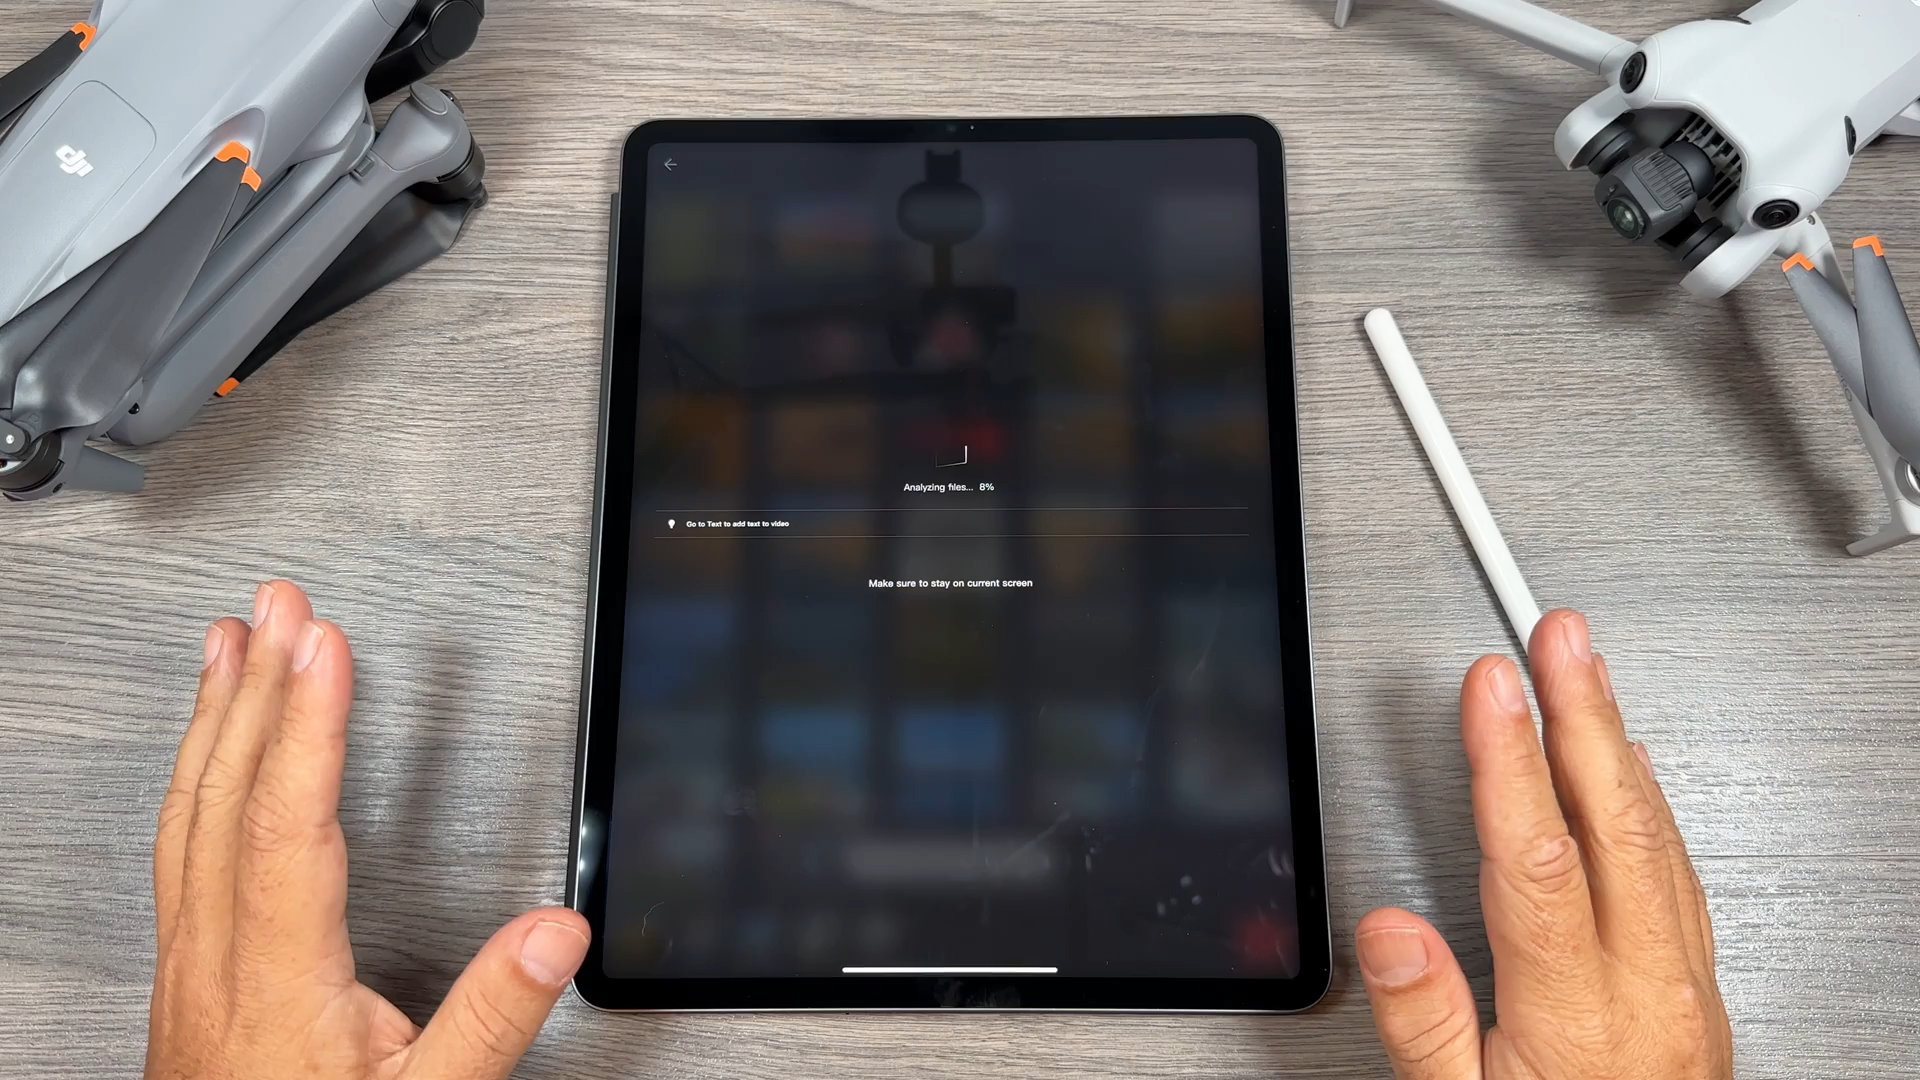 dji
Analyzing files... 8%
Go to Text to add text to video
Make sure to stay on current screen